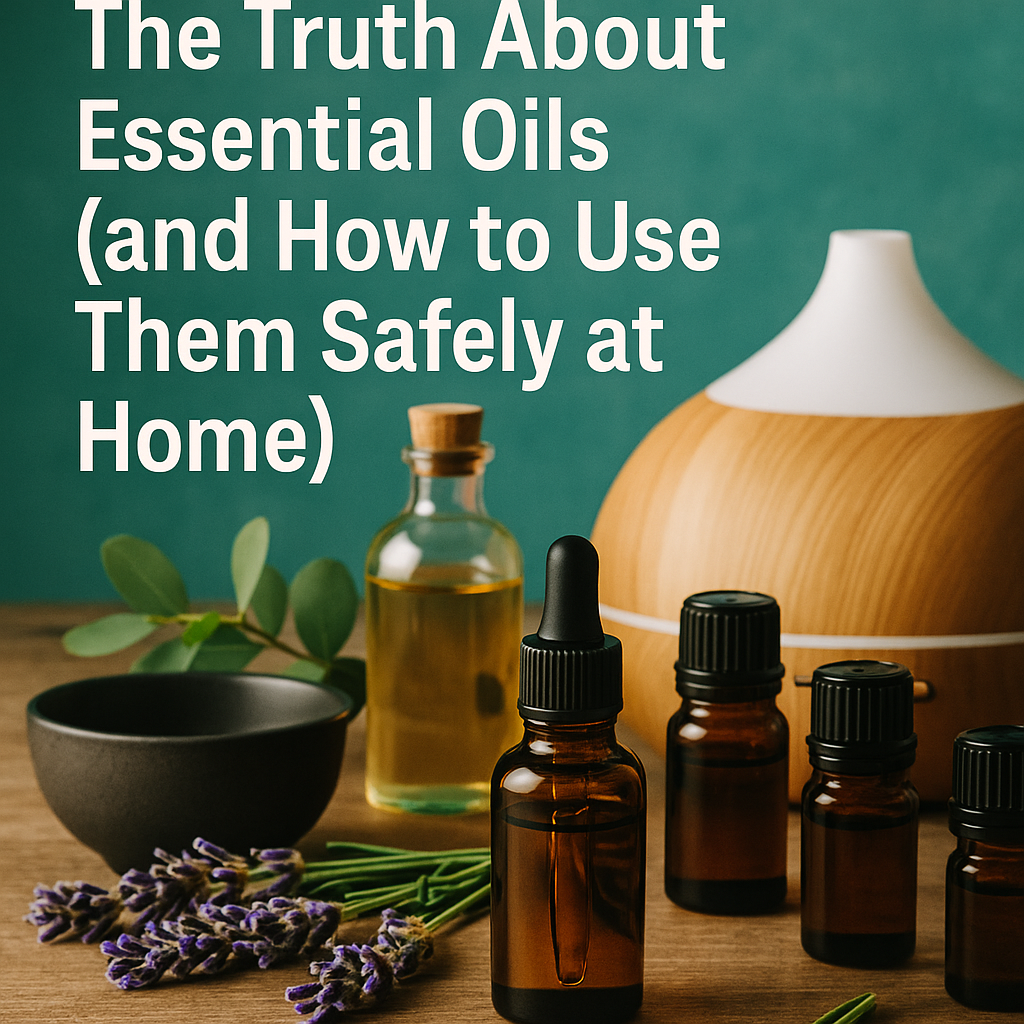 The Truth About
Essential Oils
(and How to Use
Them Safely at
Home)